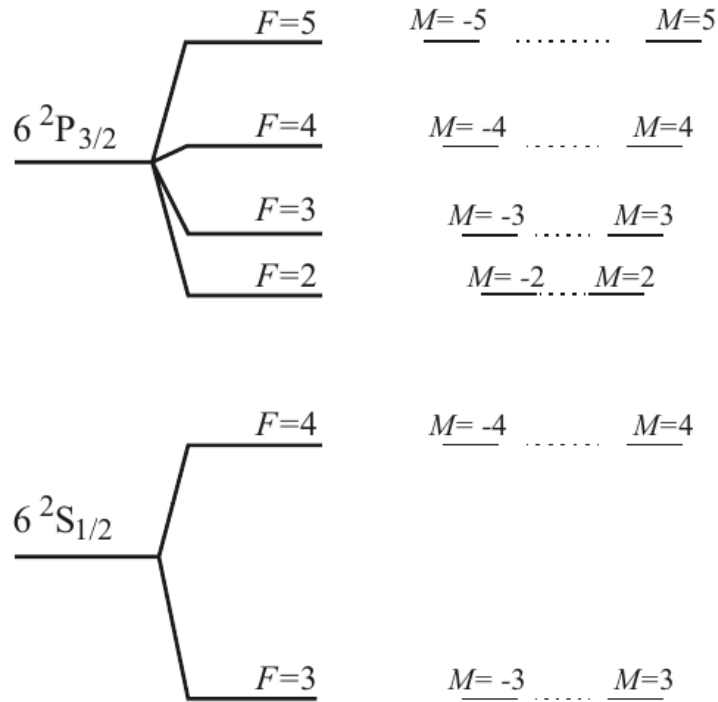 F=5 M= -5 M=5
6 ²P₃/₂ F=4 M= -4 M=4
F=3 M= -3 M=3
F=2 M= -2 M=2
F=4 M= -4 M=4
6 ²S₁/₂
F=3 M= -3 M=3